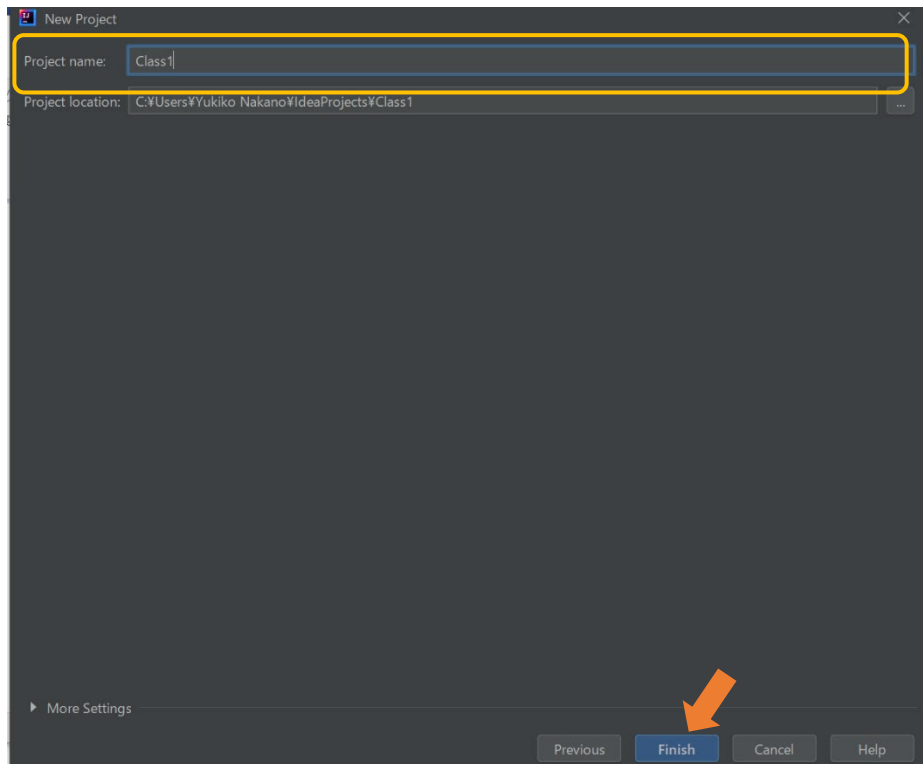 New Project
Project name: Class1
Project location: C:¥Users¥Yukiko Nakano¥IdeaProjects¥Class1 ...
More Settings
Previous Finish Cancel Help